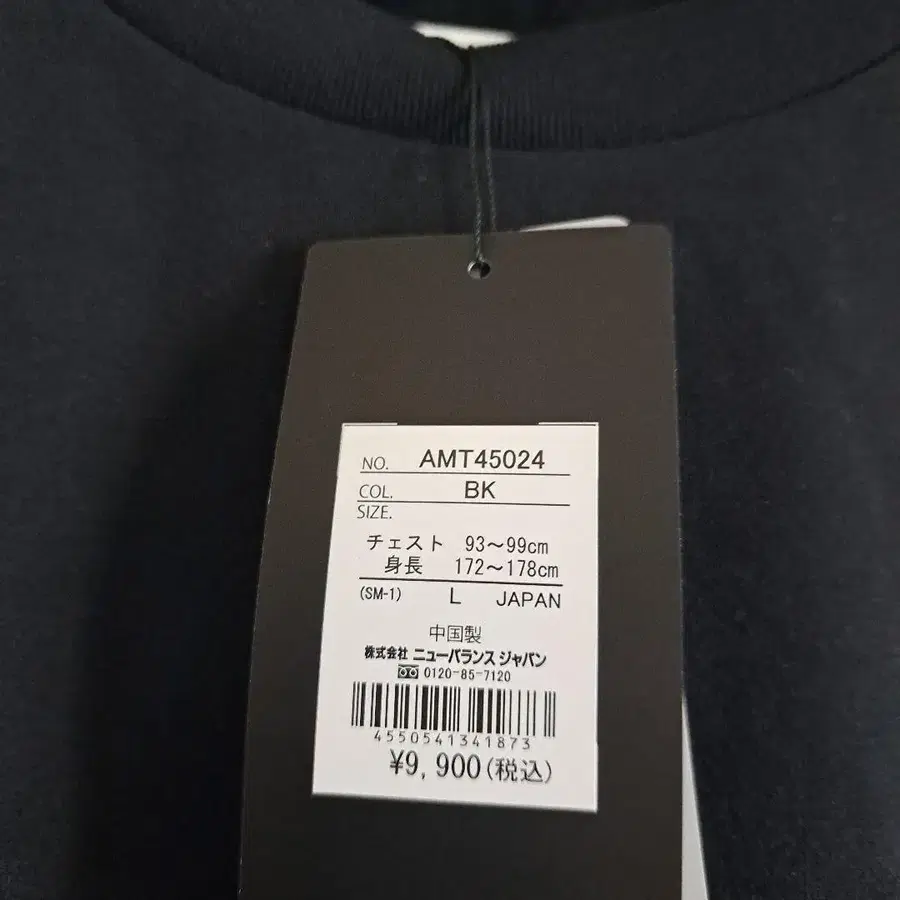 NO. AMT45024
COL. BK
SIZE.
チェスト 93～99cm
身長 172～178cm
(SM-1) L JAPAN
中国製
株式会社 ニューバランス ジャパン
0120-85-7120
4550541341873
¥9,900(税込)